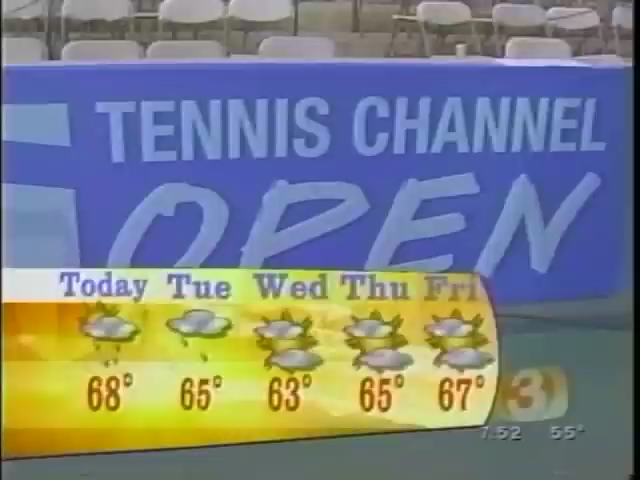 TENNIS CHANNEL
OPEN
Today Tue Wed Thu Fri
68° 65° 63° 65° 67°
3
7:52 55°